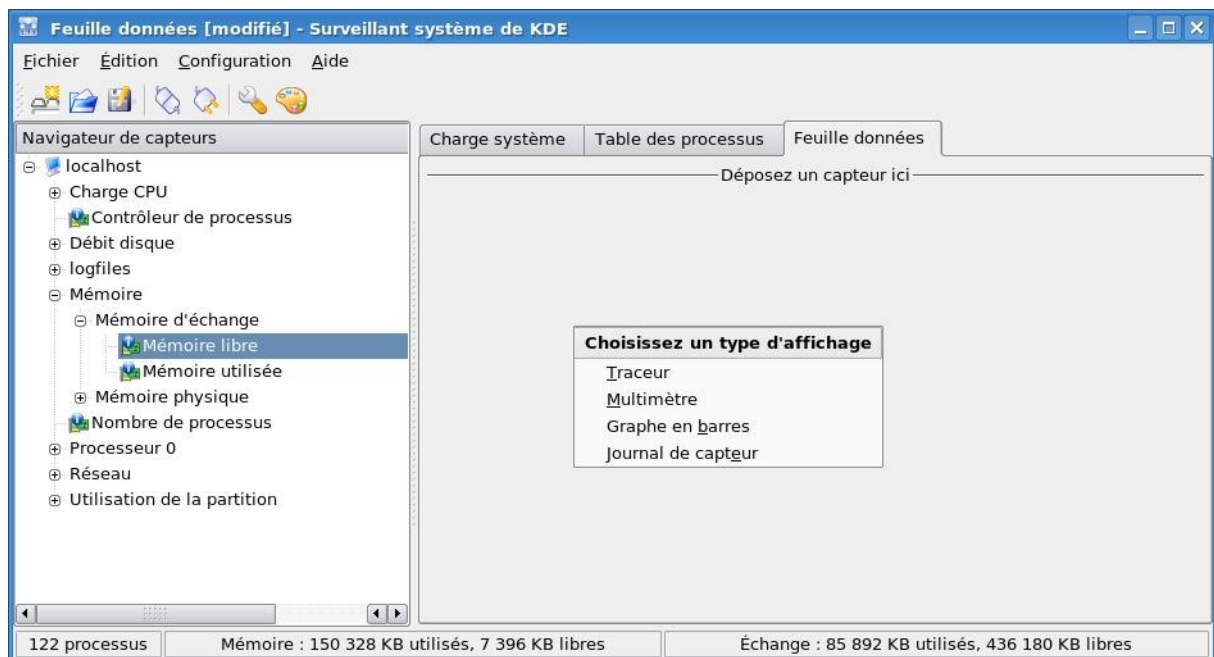 Feuille données [modifié] - Surveillant système de KDE
Fichier Édition Configuration Aide
Navigateur de capteurs
localhost
Charge CPU
Contrôleur de processus
Débit disque
logfiles
Mémoire
Mémoire d'échange
Mémoire libre
Mémoire utilisée
Mémoire physique
Nombre de processus
Processeur 0
Réseau
Utilisation de la partition
Charge système Table des processus Feuille données
Déposez un capteur ici
Choisissez un type d'affichage
Traceur
Multimètre
Graphe en barres
Journal de capteur
122 processus Mémoire : 150 328 KB utilisés, 7 396 KB libres Échange : 85 892 KB utilisés, 436 180 KB libres